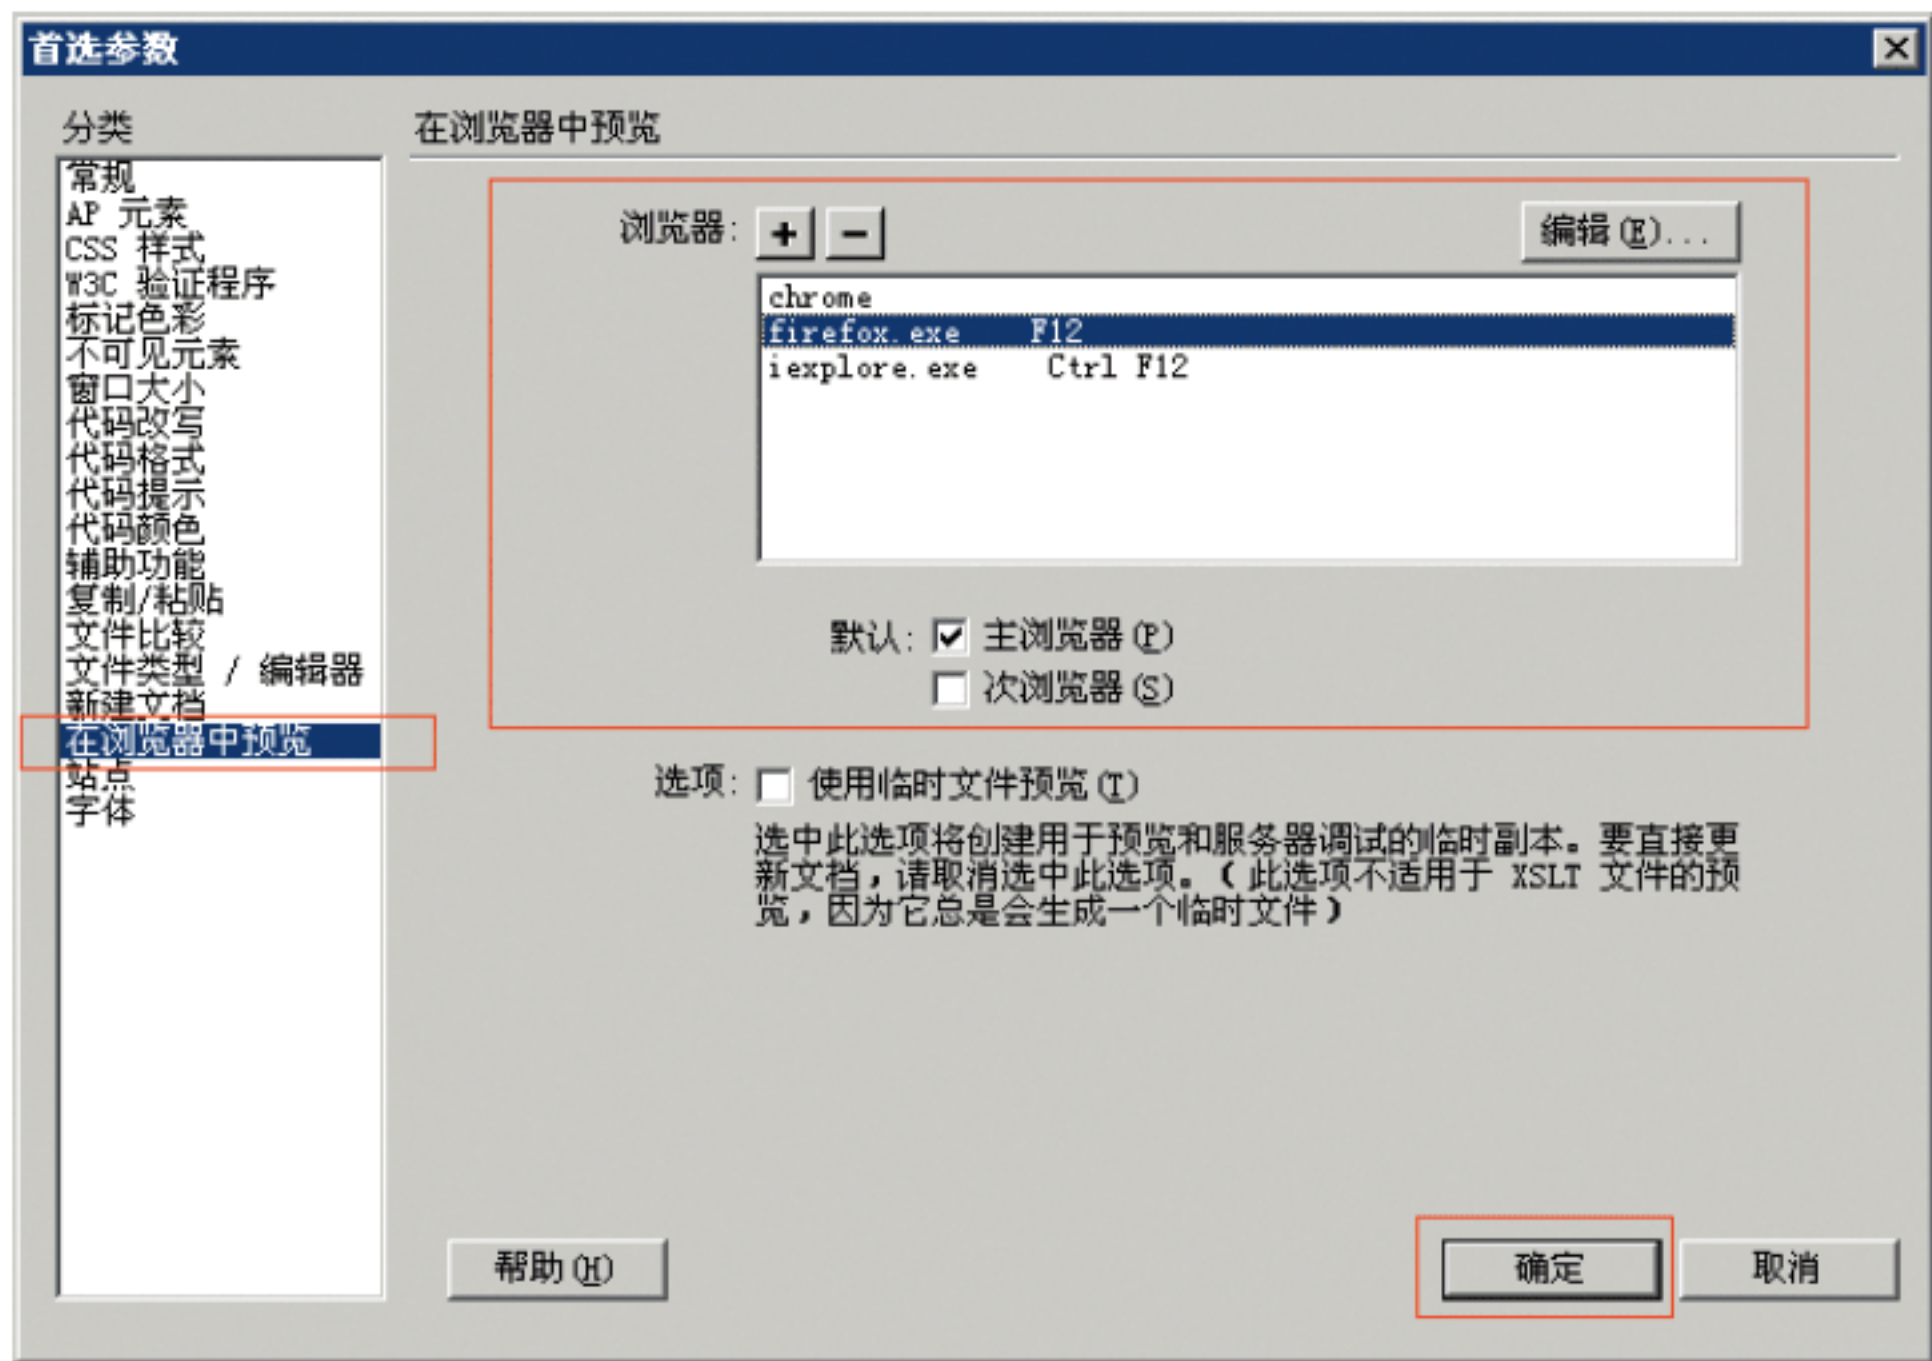 首选参数
分类
常规
AP 元素
CSS 样式
W3C 验证程序
标记色彩
不可见元素
窗口大小
代码改写
代码格式
代码提示
代码颜色
辅助功能
复制/粘贴
文件比较
文件类型 / 编辑器
新建文档
在浏览器中预览
站点
字体
在浏览器中预览
浏览器: + − 编辑(E)...
chrome
firefox.exe F12
iexplore.exe Ctrl F12
默认: 主浏览器(P)
次浏览器(S)
选项: 使用临时文件预览(T)
选中此选项将创建用于预览和服务器调试的临时副本。要直接更
新文档，请取消选中此选项。（此选项不适用于 XSLT 文件的预
览，因为它总是会生成一个临时文件）
帮助(H) 确定 取消